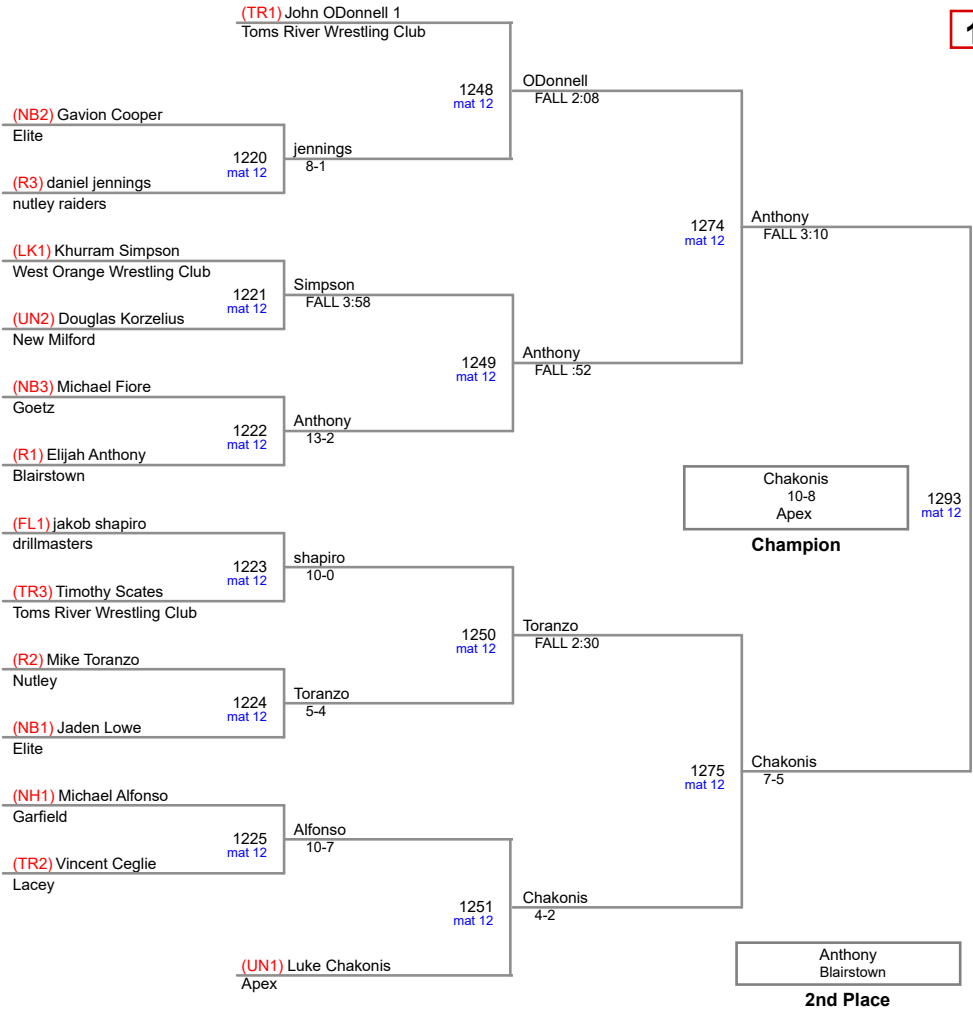 (TR1) John ODonnell 1
Toms River Wrestling Club
1
1248
mat 12
ODonnell
FALL 2:08
(NB2) Gavion Cooper
Elite
1220
mat 12
jennings
8-1
(R3) daniel jennings
nutley raiders
1274
mat 12
Anthony
FALL 3:10
(LK1) Khurram Simpson
West Orange Wrestling Club
1221
mat 12
Simpson
FALL 3:58
(UN2) Douglas Korzelius
New Milford
1249
mat 12
Anthony
FALL :52
(NB3) Michael Fiore
Goetz
1222
mat 12
Anthony
13-2
(R1) Elijah Anthony
Blairstown
Chakonis
10-8
Apex
Champion
1293
mat 12
(FL1) jakob shapiro
drillmasters
1223
mat 12
shapiro
10-0
(TR3) Timothy Scates
Toms River Wrestling Club
1250
mat 12
Toranzo
FALL 2:30
(R2) Mike Toranzo
Nutley
1224
mat 12
Toranzo
5-4
(NB1) Jaden Lowe
Elite
1275
mat 12
Chakonis
7-5
(NH1) Michael Alfonso
Garfield
1225
mat 12
Alfonso
10-7
(TR2) Vincent Ceglie
Lacey
1251
mat 12
Chakonis
4-2
(UN1) Luke Chakonis
Apex
Anthony
Blairstown
2nd Place